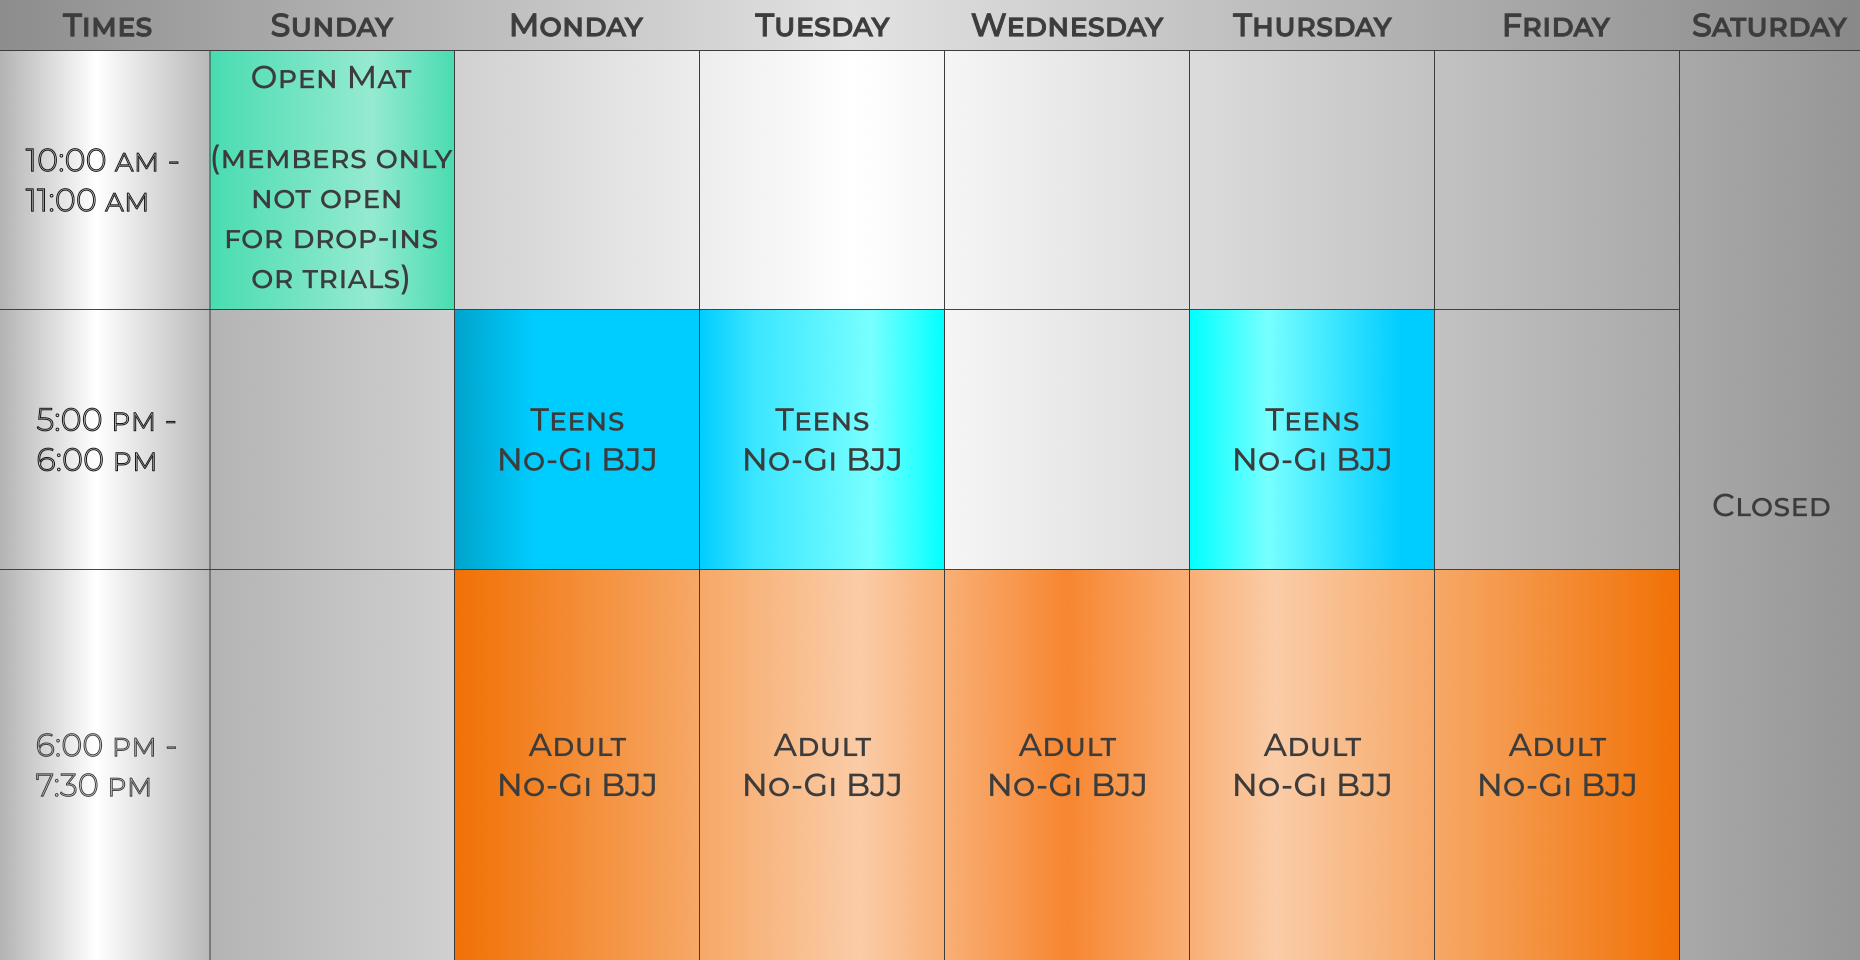 Times Sunday Monday Tuesday Wednesday Thursday Friday Saturday
10:00 am -
11:00 am
Open Mat
(members only
not open
for drop-ins
or trials)
5:00 pm -
6:00 pm
Teens
No-Gi BJJ
Teens
No-Gi BJJ
Teens
No-Gi BJJ
Closed
6:00 pm -
7:30 pm
Adult
No-Gi BJJ
Adult
No-Gi BJJ
Adult
No-Gi BJJ
Adult
No-Gi BJJ
Adult
No-Gi BJJ